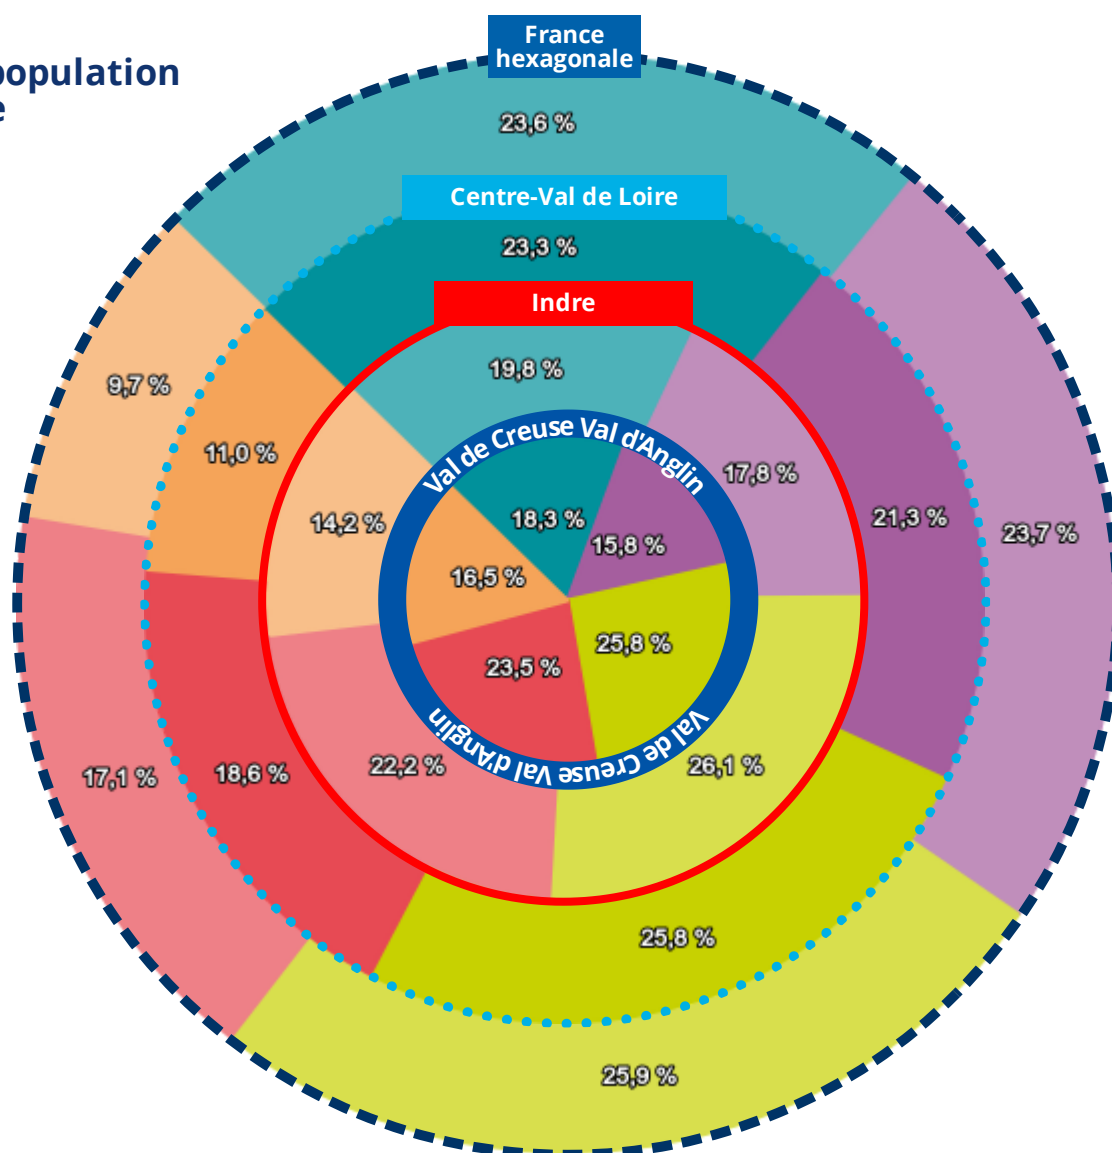 France
hexagonale
population
e
23,6 %
Centre-Val de Loire
23,3 %
Indre
19,8 %
9,7 %
11,0 %
14,2 %
Val de Creuse Val d'Anglin
17,8 %
21,3 %
23,7 %
18,3 %
15,8 %
16,5 %
25,8 %
23,5 %
Val de Creuse Val d'Anglin
22,2 %
26,1 %
17,1 %
18,6 %
25,8 %
25,9 %